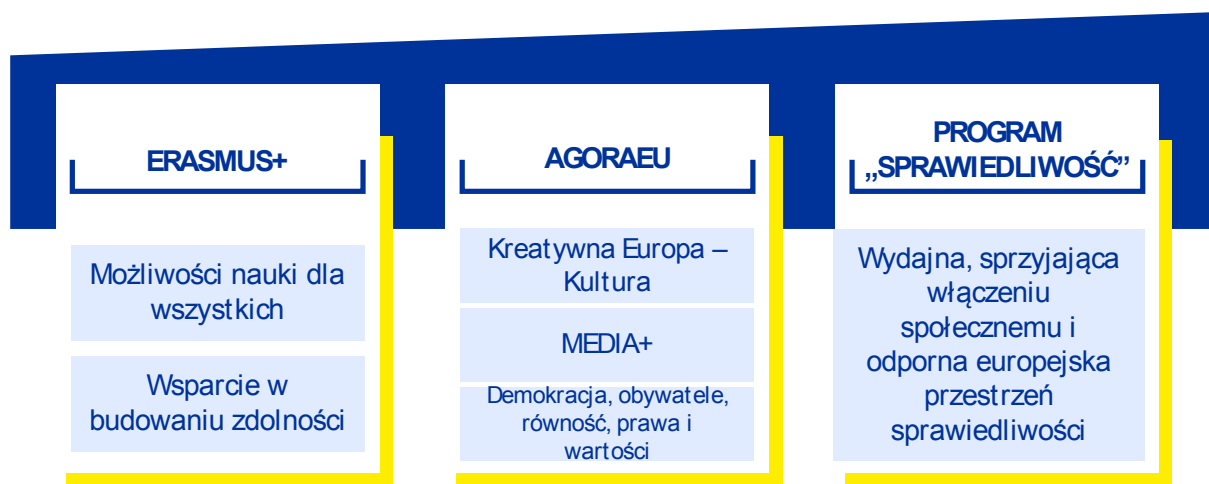 ERASMUS+
Możliwości nauki dla
wszystkich
Wsparcie w
budowaniu zdolności
AGORAEU
Kreatywna Europa –
Kultura
MEDIA+
Demokracja, obywatele,
równość, prawa i
wartości
PROGRAM
„SPRAWIEDLIWOŚĆ”
Wydajna, sprzyjająca
włączeniu
społecznemu i
odporna europejska
przestrzeń
sprawiedliwości